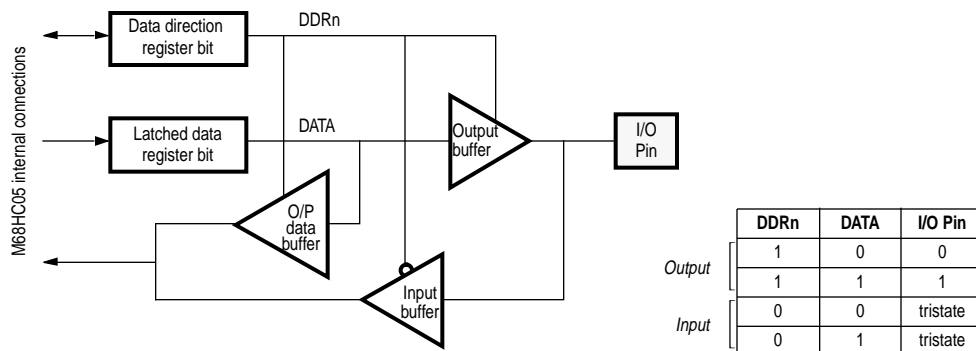 M68HC05 internal connections
Data direction
register bit
DDRn
Latched data
register bit
DATA
Output
buffer
I/O
Pin
O/P
data
buffer
Input
buffer
DDRn DATA I/O Pin
Output
1 0 0
1 1 1
Input
0 0 tristate
0 1 tristate